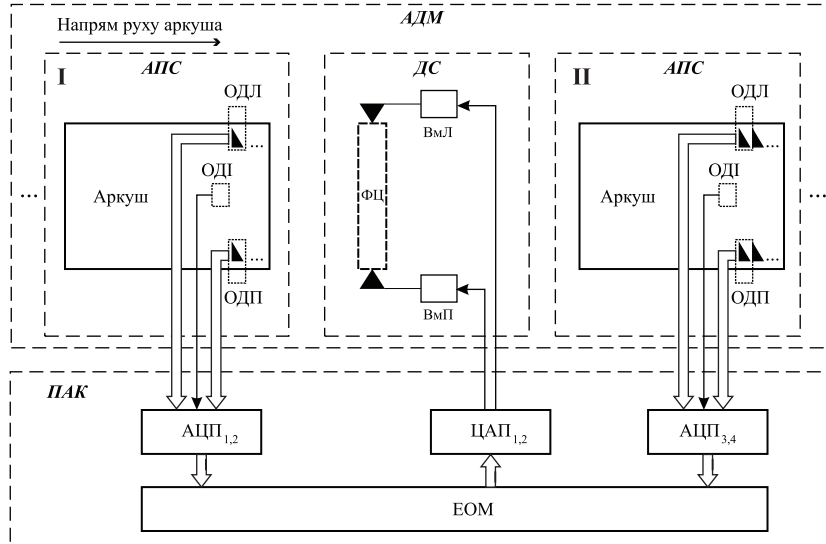 АДМ
Напрям руху аркуша
I
АПС
ОДЛ
...
Аркуш
ОДІ
...
ОДП
ДС
ВмЛ
ФЦ
ВмП
II
АПС
ОДЛ
...
Аркуш
ОДІ
...
ОДП
...
...
ПАК
АЦП1,2
ЦАП1,2
АЦП3,4
ЕОМ